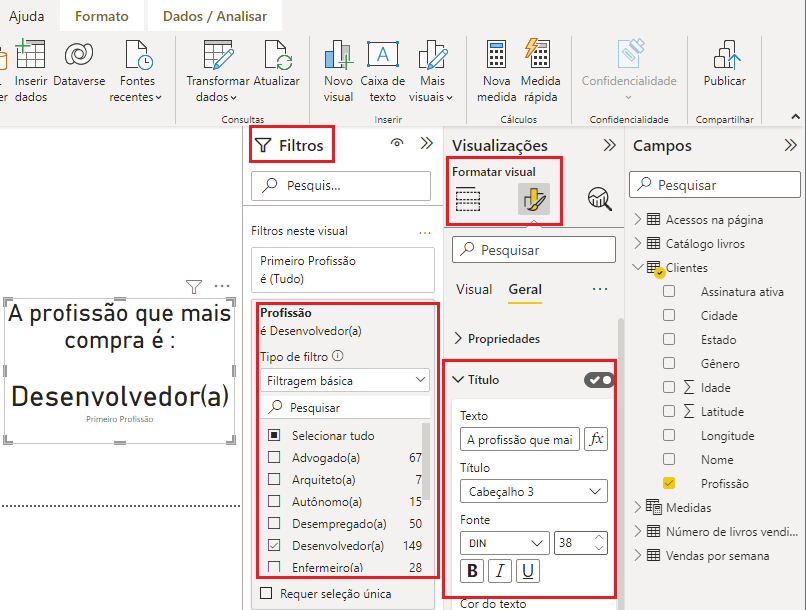 Ajuda
Formato
Dados / Analisar
er
Inserir
dados
Dataverse
Fontes
recentes
Transformar
dados
Atualizar
Novo
visual
Caixa de
texto
Mais
visuais
Nova
medida
Medida
rápida
Confidencialidade
Publicar
Consultas
Inserir
Cálculos
Confidencialidade
Compartilhar
A profissão que mais
compra é :
Desenvolvedor(a)
Primeiro Profissão
Filtros
Pesquis...
Filtros neste visual
...
Primeiro Profissão
é (Tudo)
Profissão
é Desenvolvedor(a)
Tipo de filtro
Filtragem básica
Pesquisar
Selecionar tudo
Advogado(a) 67
Arquiteto(a) 7
Autônomo(a) 15
Desempregado(a) 50
Desenvolvedor(a) 149
Enfermeiro(a) 28
Requer seleção única
Visualizações
Formatar visual
Pesquisar
Visual
Geral
...
Propriedades
Título
Texto
A profissão que mai
fx
Título
Cabeçalho 3
Fonte
DIN
38
B
I
U
Cor do texto
Campos
Pesquisar
Acessos na página
Catálogo livros
Clientes
Assinatura ativa
Cidade
Estado
Gênero
∑ Idade
∑ Latitude
Longitude
Nome
Profissão
Medidas
Número de livros vendi...
Vendas por semana